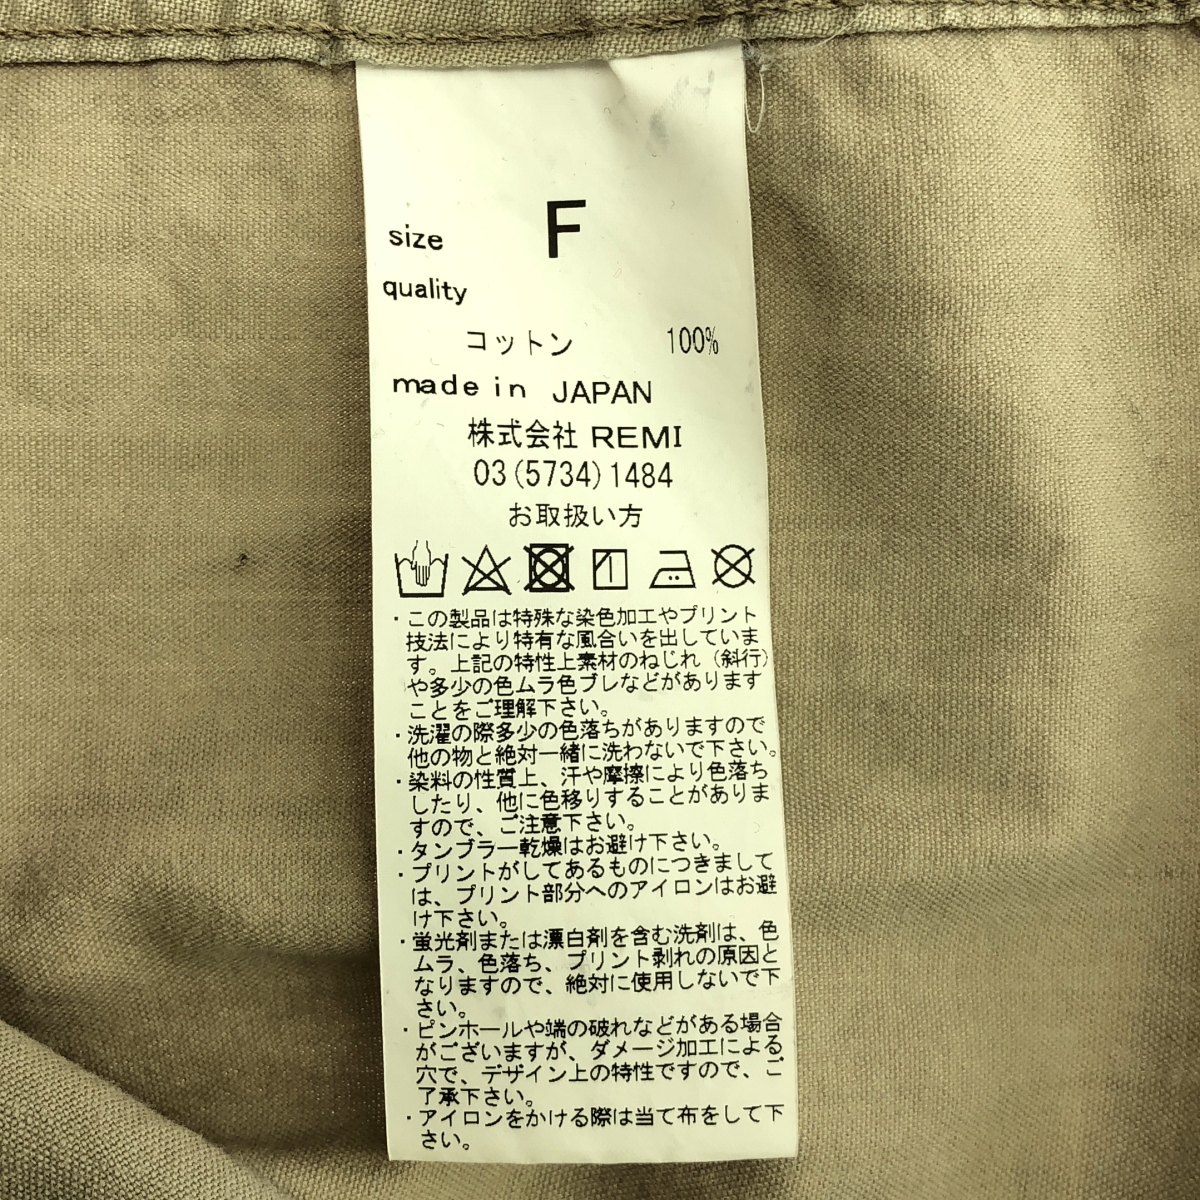 size F
quality
コットン 100%
made in JAPAN
株式会社 REMI
03(5734)1484
お取扱い方
・この製品は特殊な染色加工やプリント
技法により特有な風合いを出していま
す。上記の特性上素材のねじれ（斜行）
や多少の色ムラ色ブレなどがあります
ことをご理解下さい。
・洗濯の際多少の色落ちがありますので
他の物と絶対一緒に洗わないで下さい。
・染料の性質上、汗や摩擦により色落ち
したり、他に色移りすることがありま
すので、ご注意下さい。
・タンブラー乾燥はお避け下さい。
・プリントがしてあるものにつきまして
は、プリント部分へのアイロンはお避
け下さい。
・蛍光剤または漂白剤を含む洗剤は、色
ムラ、色落ち、プリント剥れの原因と
なりますので、絶対に使用しないで下
さい。
・ピンホールや端の破れなどがある場合
がございますが、ダメージ加工による
穴で、デザイン上の特性ですので、ご
了承下さい。
・アイロンをかける際は当て布をして下
さい。